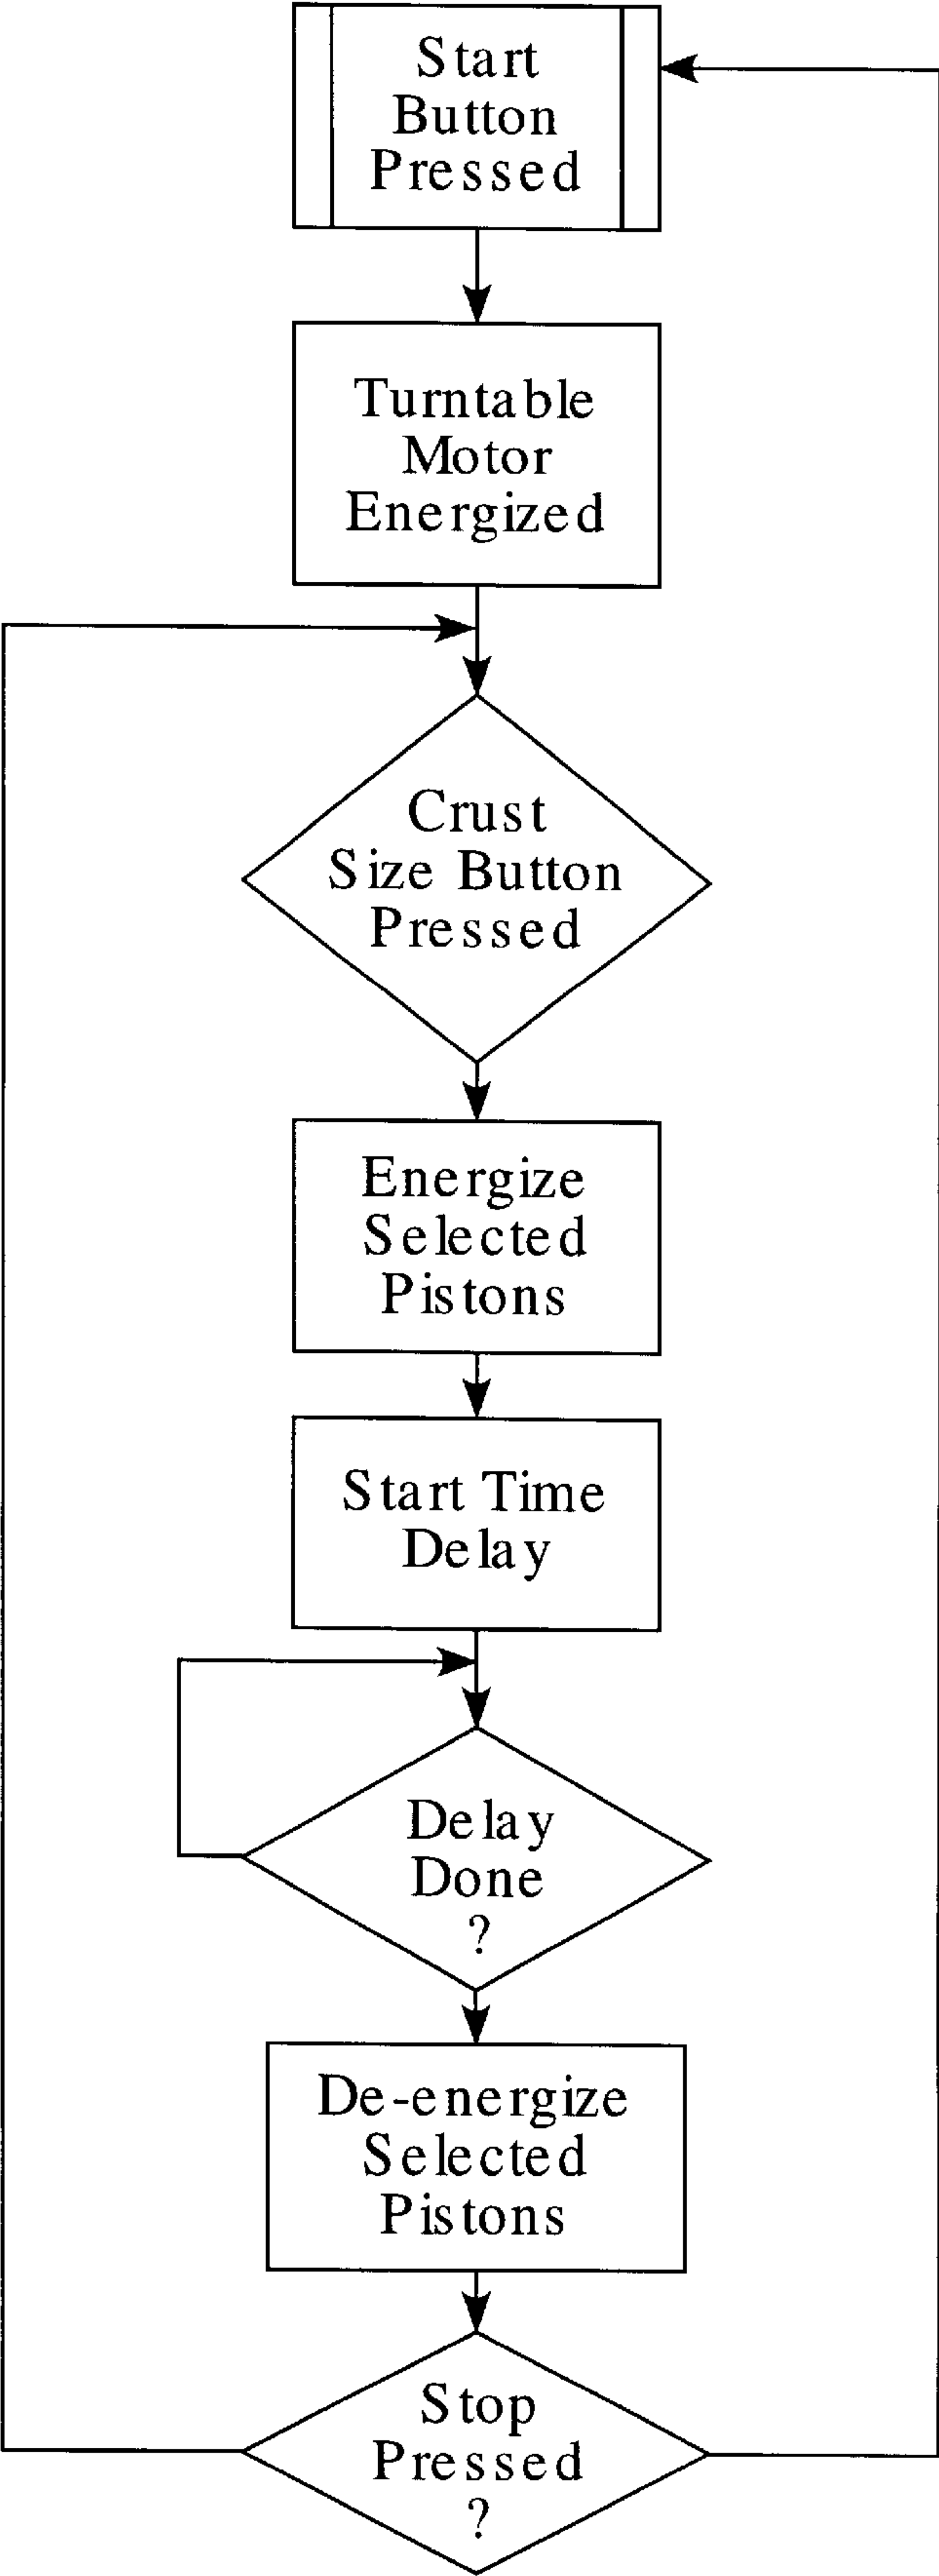 Start
Button
Pressed
Turntable
Motor
Energized
Crust
Size Button
Pressed
Energize
Selected
Pistons
Start Time
Delay
Delay
Done
?
De-energize
Selected
Pistons
Stop
Pressed
?